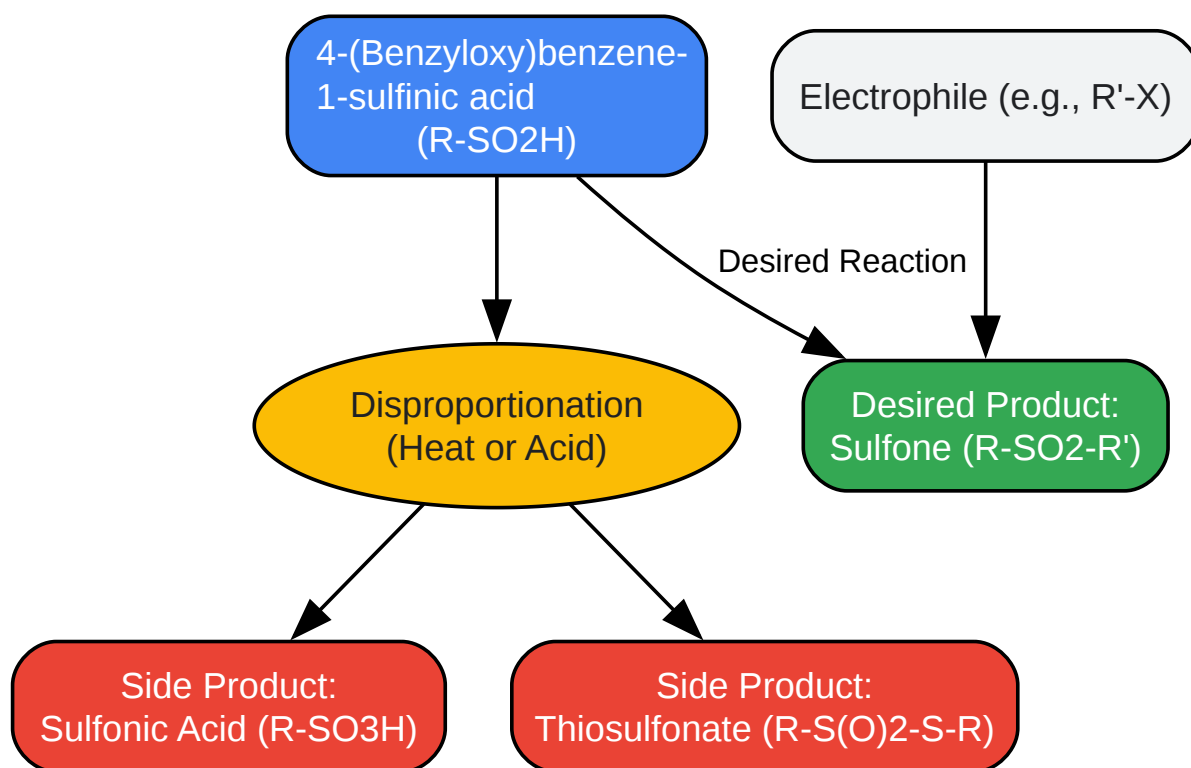 4-(Benzyloxy)benzene-
1-sulfinic acid
(R-SO2H)
Electrophile (e.g., R'-X)
Desired Reaction
Disproportionation
(Heat or Acid)
Desired Product:
Sulfone (R-SO2-R')
Side Product:
Sulfonic Acid (R-SO3H)
Side Product:
Thiosulfonate (R-S(O)2-S-R)